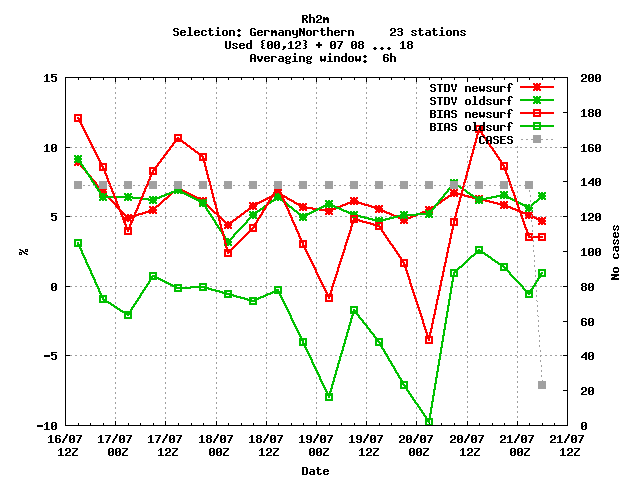 Rh2m
Selection: GermanyNorthern 23 stations
Used {00,12} + 07 08 ... 18
Averaging window: 6h
15 200
STDV newsurf
STDV oldsurf
180
BIAS newsurf
BIAS oldsurf
CASES
10 160
140
5 120
% No cases
100
0 80
60
-5 40
20
-10 0
16/07 17/07 17/07 18/07 18/07 19/07 19/07 20/07 20/07 21/07 21/07
12Z 00Z 12Z 00Z 12Z 00Z 12Z 00Z 12Z 00Z 12Z
Date